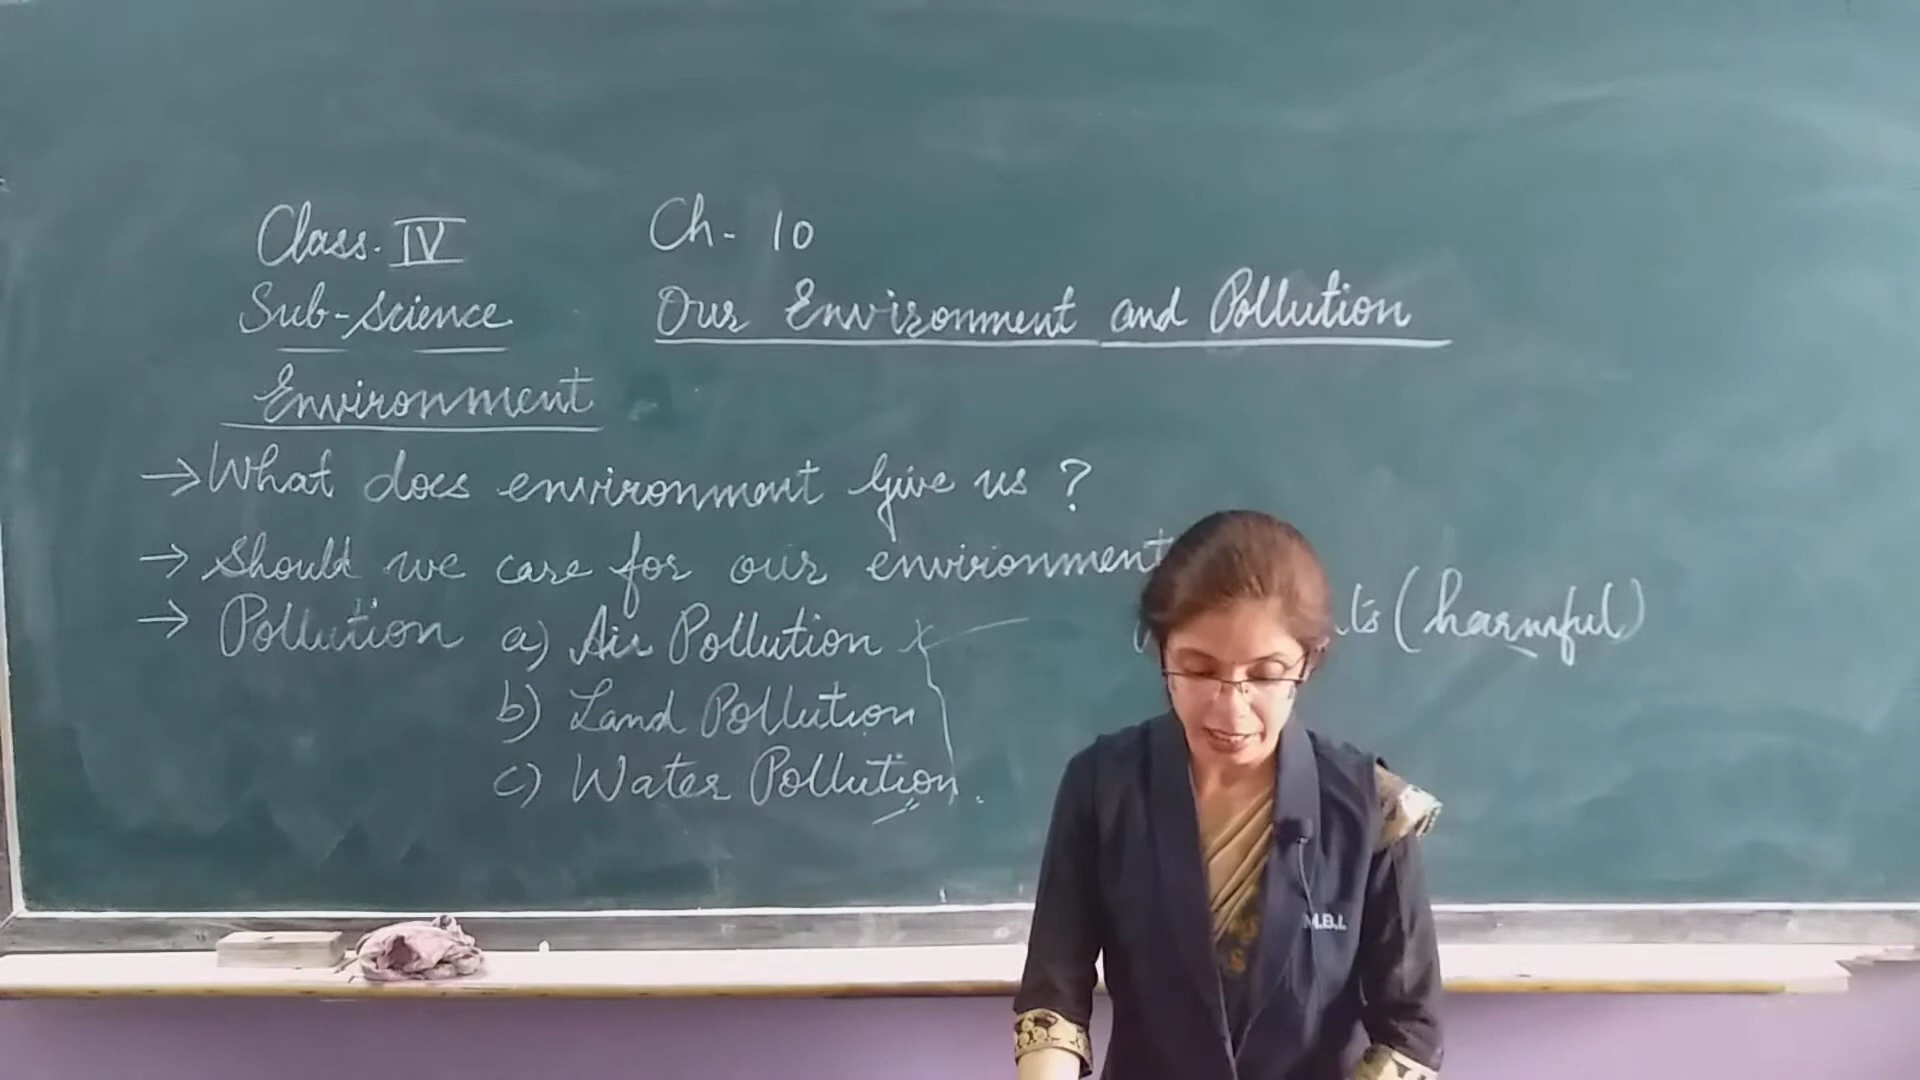 Class. IV
Ch- 10
Sub-science
Our Environment and Pollution
Environment
→ What does environment give us ?
→ Should we care for our environment
→ Pollution a) Air Pollution (harmful)
b) Land Pollution
c) Water Pollution.
M.B.I.